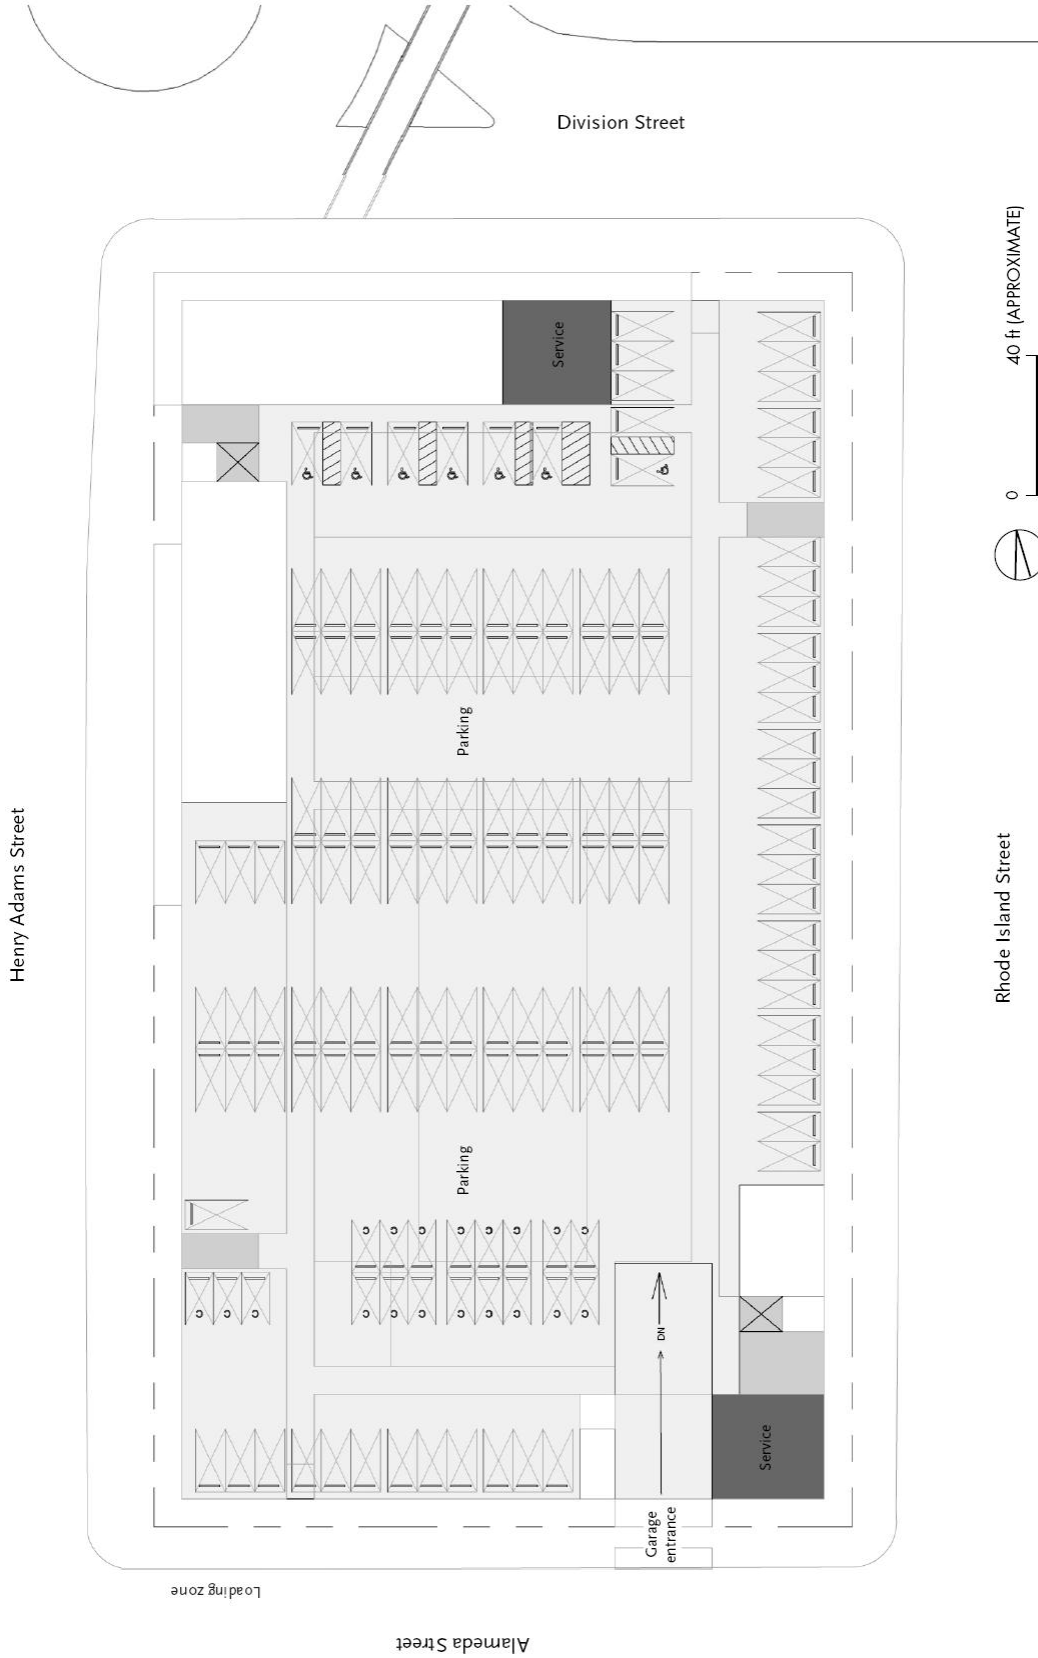 Division Street
40 ft (APPROXIMATE)
0
Service
Parking
Henry Adams Street
Rhode Island Street
Parking
C C C C C C C C
C C C C C C C C C C C
DN
Service
Garage
entrance
Loading zone
Alameda Street